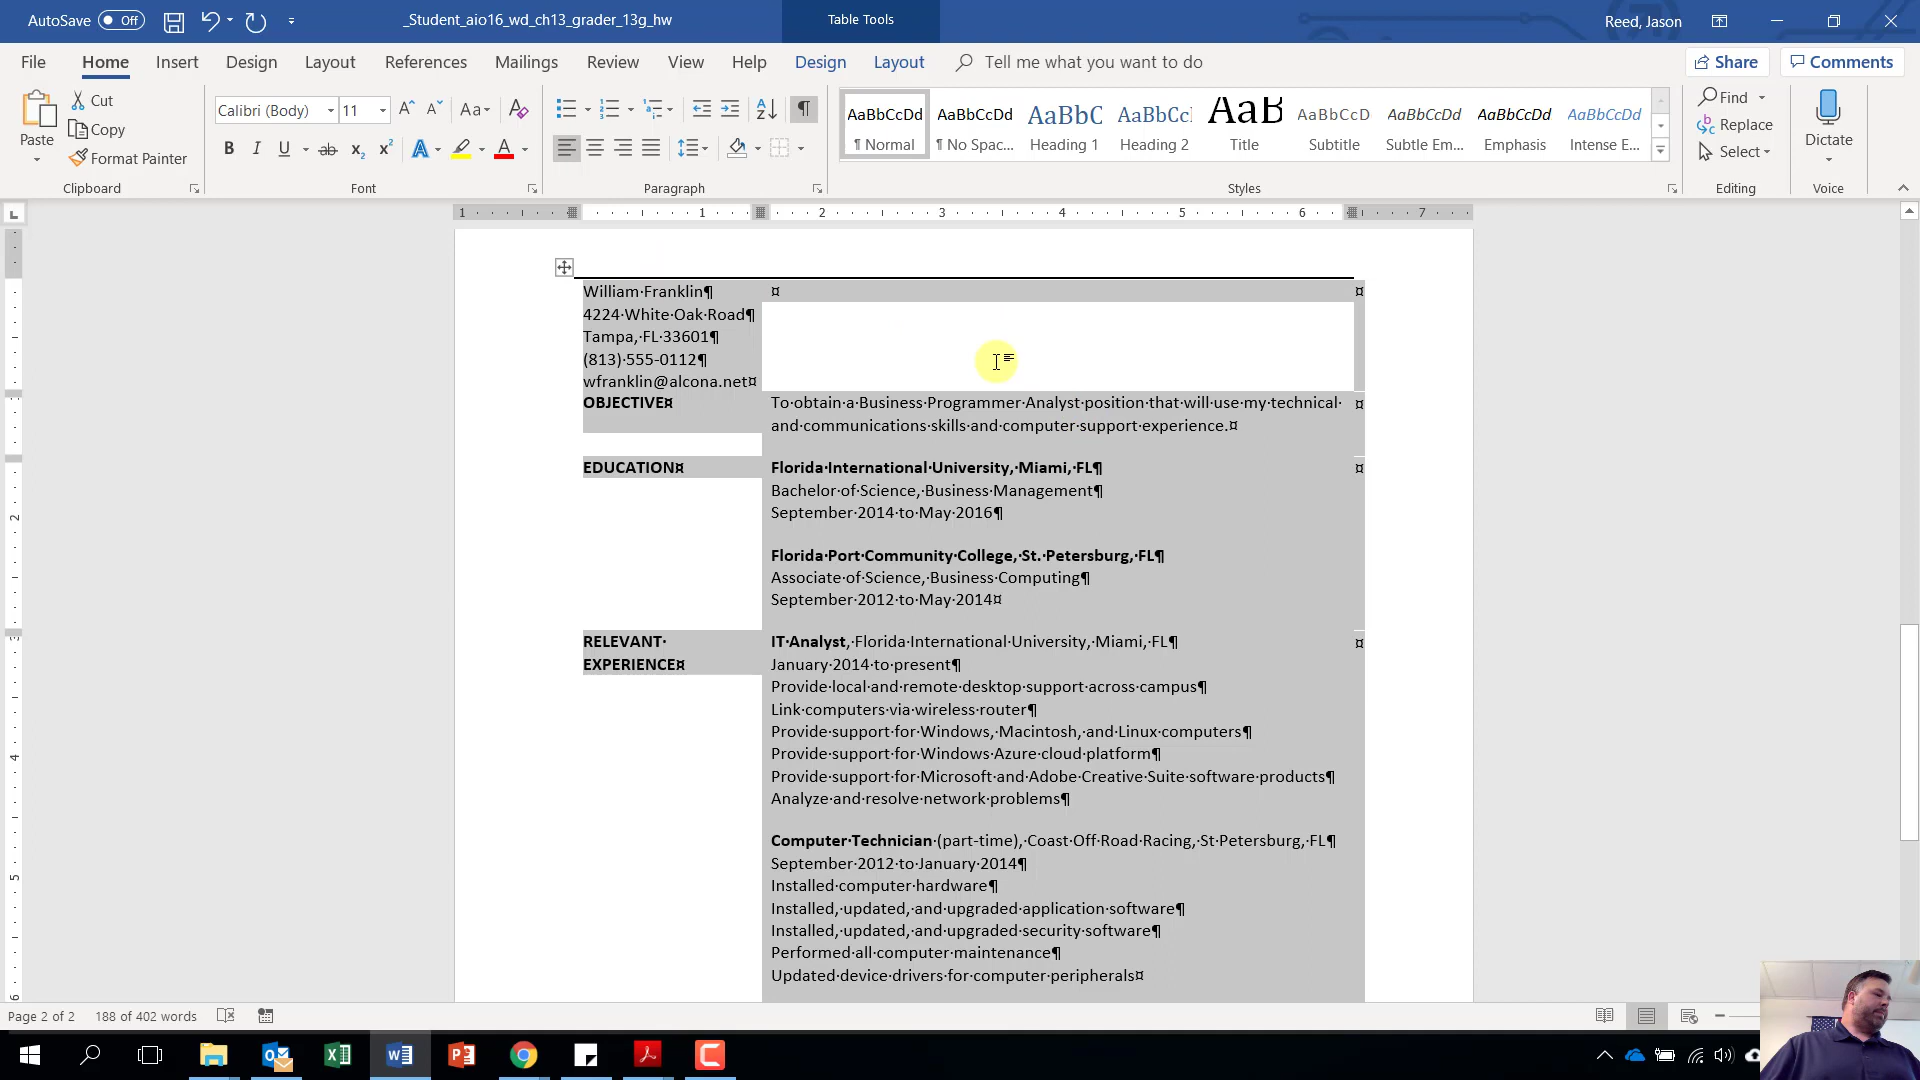 AutoSave Off
_Student_aio16_wd_ch13_grader_13g_hw
Table Tools
Reed, Jason
File Home Insert Design Layout References Mailings Review View Help Design Layout Tell me what you want to do Share Comments
Paste
Cut
Copy
Format Painter
Clipboard
Calibri (Body) 11
Font
Paragraph
AaBbCcDd AaBbCcDd AaBbC AaBbCcI AaB AaBbCcD AaBbCcDd AaBbCcDd AaBbCcDd
¶ Normal ¶ No Spac... Heading 1 Heading 2 Title Subtitle Subtle Em... Emphasis Intense E...
Styles
Find
Replace
Select
Editing
Dictate
Voice
1 1 2 3 4 5 6 7
William·Franklin¶ ¤ ¤
4224·White·Oak·Road¶
Tampa,·FL·33601¶
(813)·555-0112¶
wfranklin@alcona.net¤
OBJECTIVE¤ To·obtain·a·Business·Programmer·Analyst·position·that·will·use·my·technical· ¤
and·communications·skills·and·computer·support·experience.¤
EDUCATION¤ Florida·International·University,·Miami,·FL¶ ¤
Bachelor·of·Science,·Business·Management¶
September·2014·to·May·2016¶
Florida·Port·Community·College,·St.·Petersburg,·FL¶
Associate·of·Science,·Business·Computing¶
September·2012·to·May·2014¤
RELEVANT· IT·Analyst,·Florida·International·University,·Miami,·FL¶ ¤
EXPERIENCE¤ January·2014·to·present¶
Provide·local·and·remote·desktop·support·across·campus¶
Link·computers·via·wireless·router¶
Provide·support·for·Windows,·Macintosh,·and·Linux·computers¶
Provide·support·for·Windows·Azure·cloud·platform¶
Provide·support·for·Microsoft·and·Adobe·Creative·Suite·software·products¶
Analyze·and·resolve·network·problems¶
Computer·Technician·(part-time),·Coast·Off·Road·Racing,·St·Petersburg,·FL¶
September·2012·to·January·2014¶
Installed·computer·hardware¶
Installed,·updated,·and·upgraded·application·software¶
Installed,·updated,·and·upgraded·security·software¶
Performed·all·computer·maintenance¶
Updated·device·drivers·for·computer·peripherals¤
Page 2 of 2 188 of 402 words